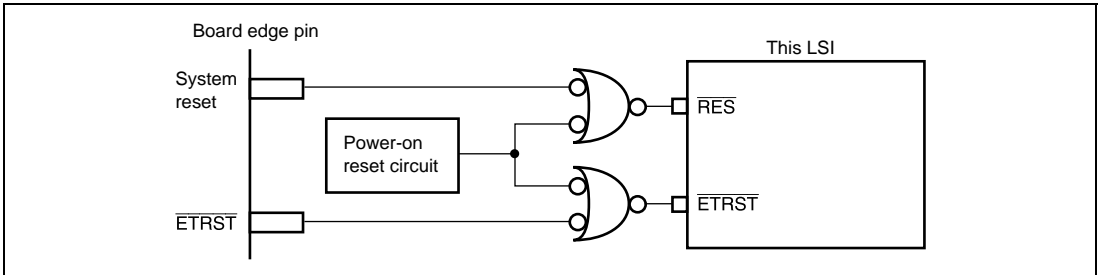 Board edge pin
System
reset
Power-on
reset circuit
ETRST
This LSI
RES
ETRST